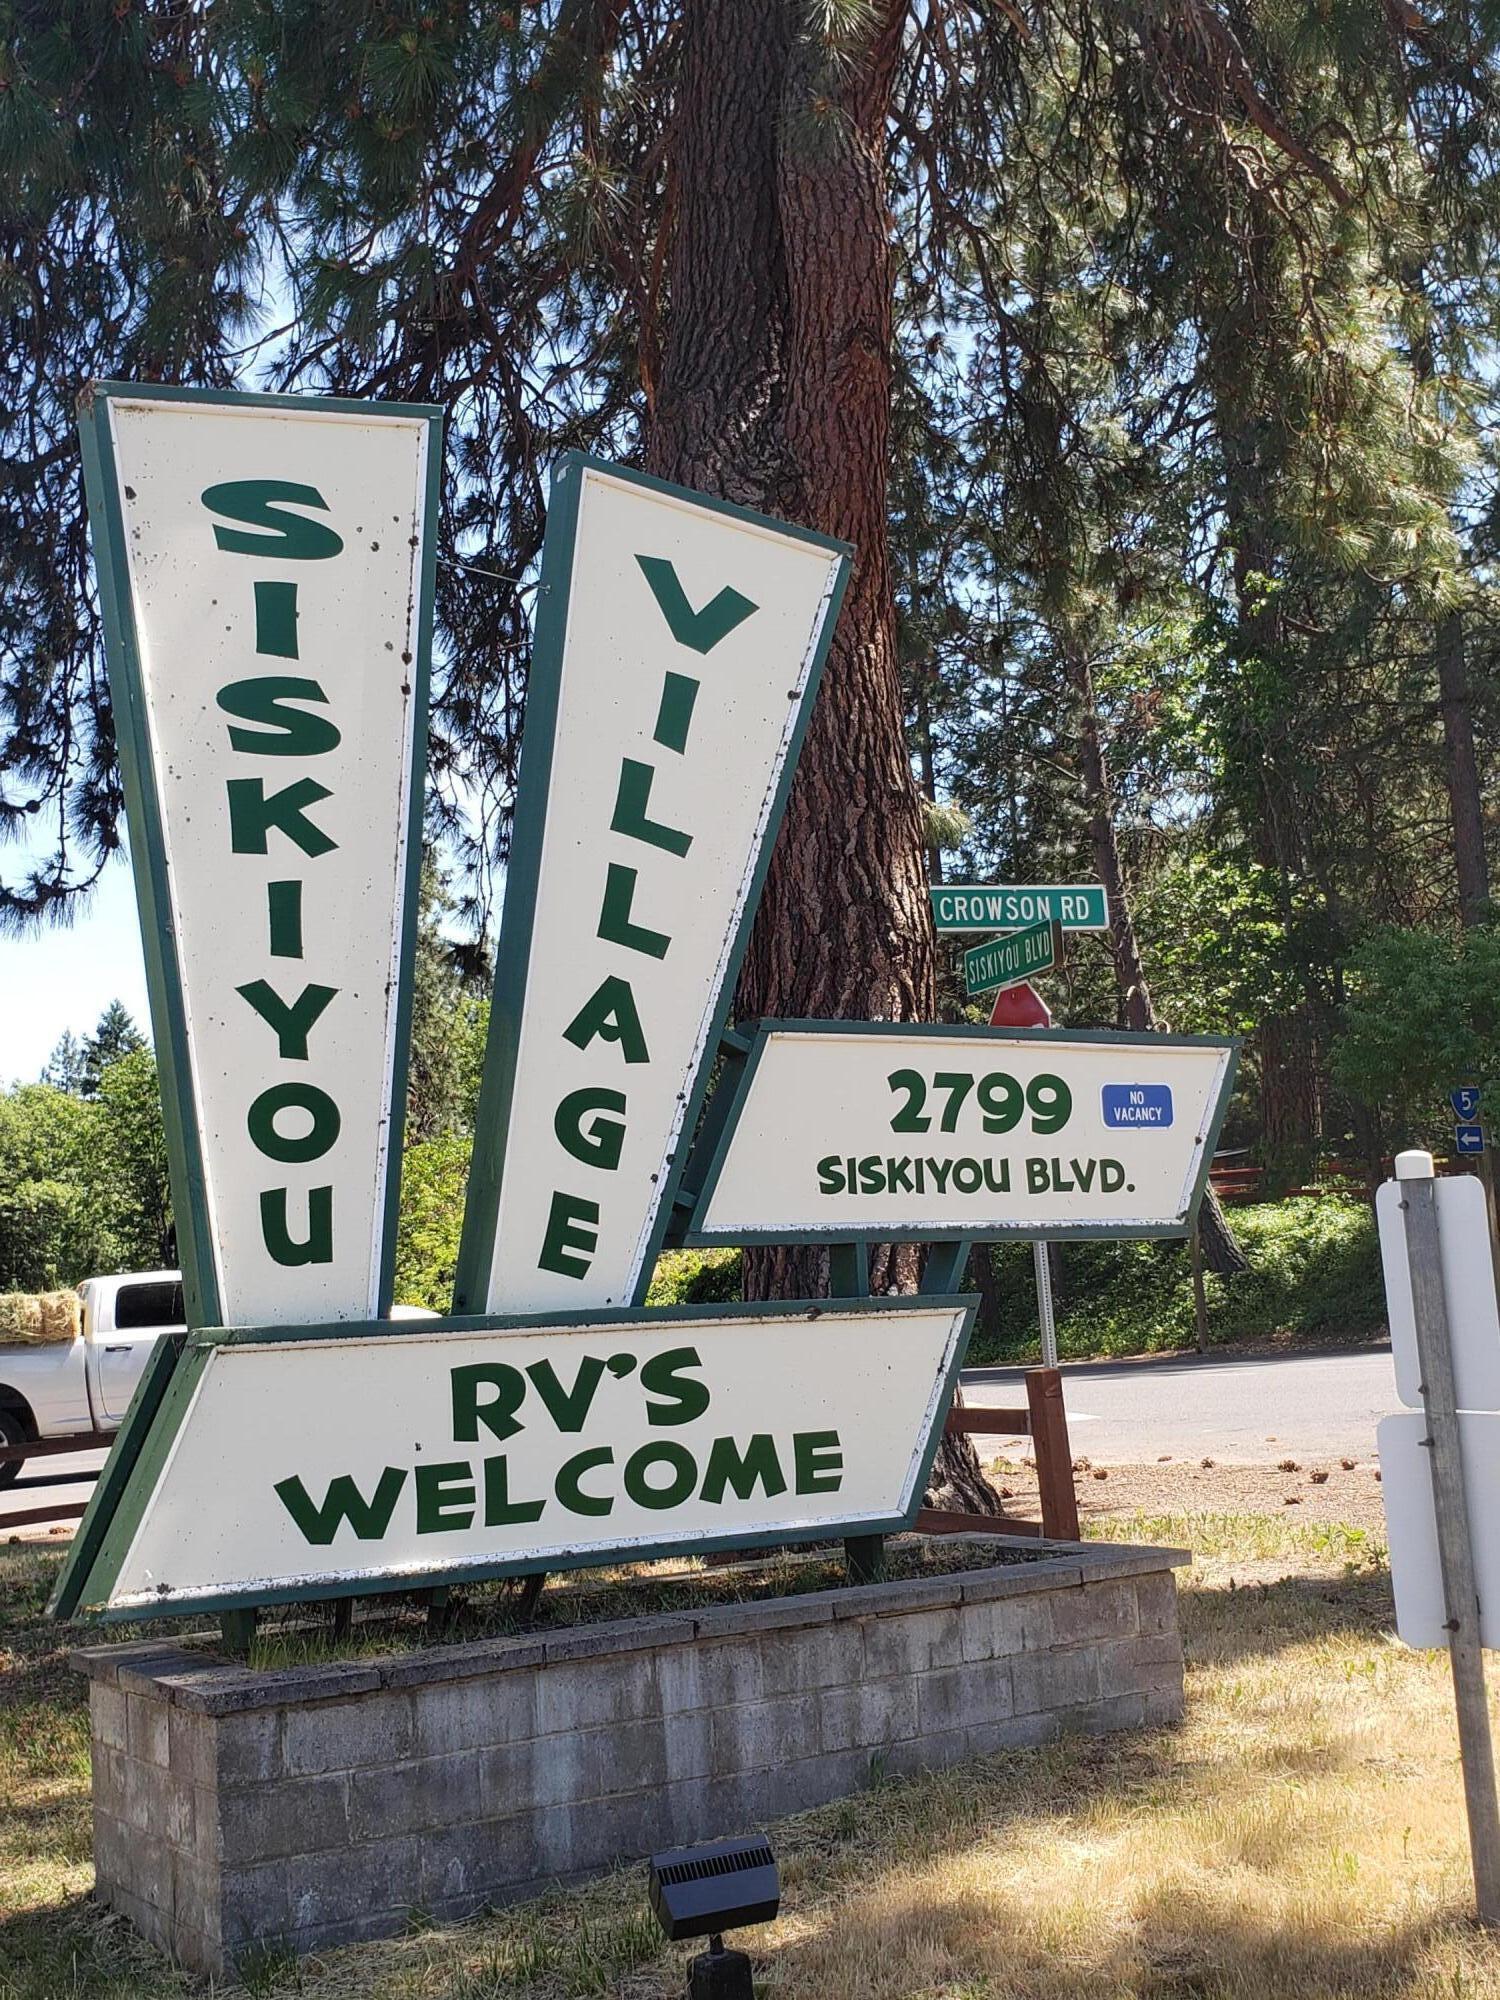 SISKIYOU
VILLAGE
CROWSON RD
SISKIYOU BLVD
2799
NO
VACANCY
SISKIYOU BLVD.
5
RV'S
WELCOME